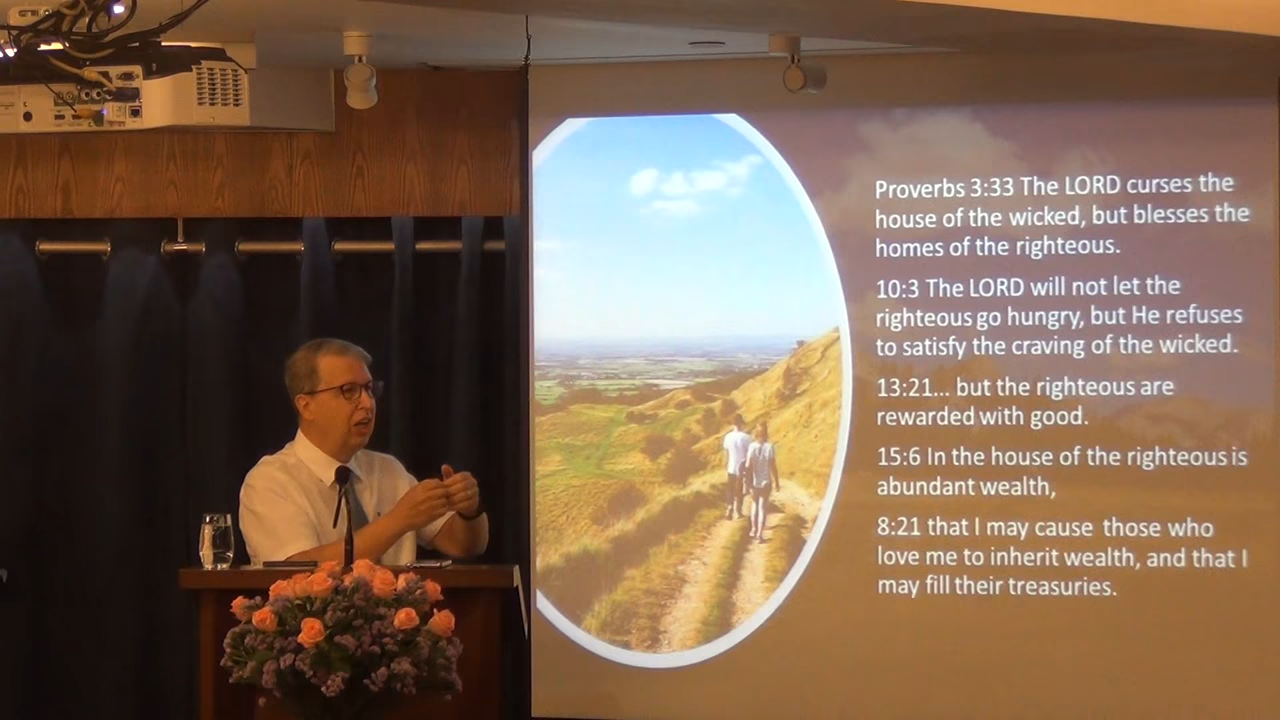 Proverbs 3:33 The LORD curses the
house of the wicked, but blesses the
homes of the righteous.
10:3 The LORD will not let the
righteous go hungry, but He refuses
to satisfy the craving of the wicked.
13:21... but the righteous are
rewarded with good.
15:6 In the house of the righteous is
abundant wealth,
8:21 that I may cause those who
love me to inherit wealth, and that I
may fill their treasuries.